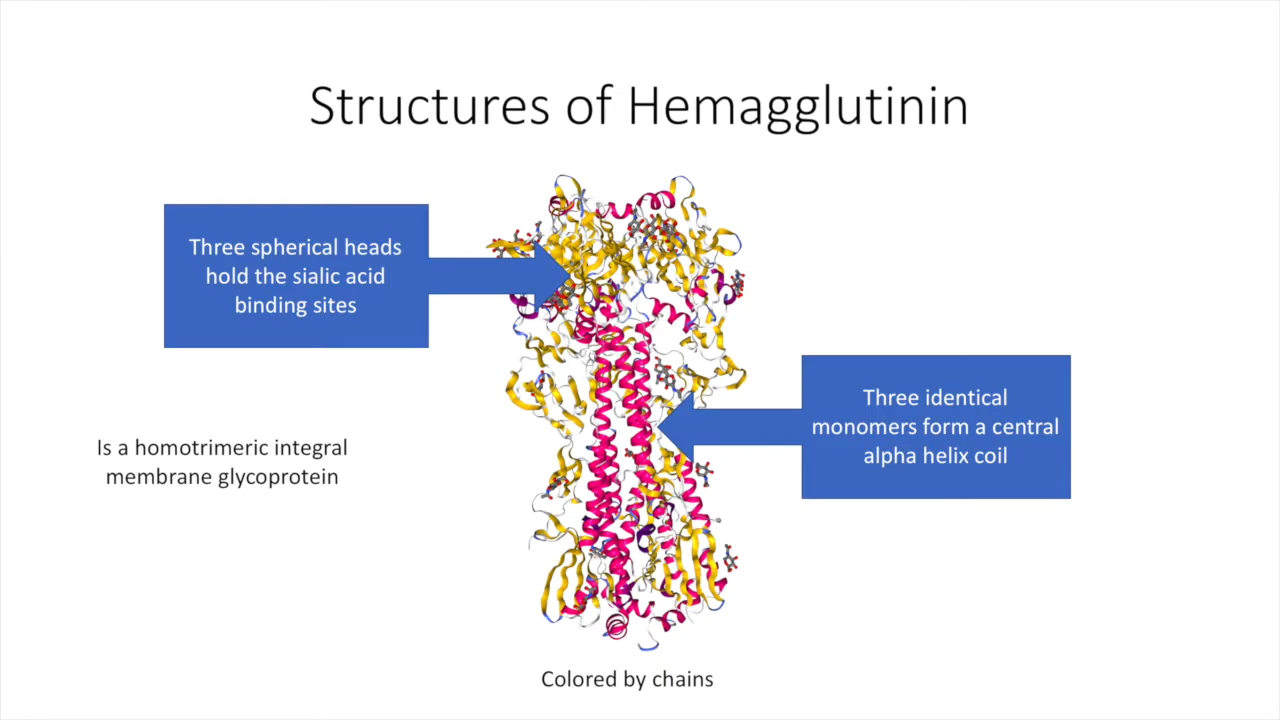 Structures of Hemagglutinin
Three spherical heads
hold the sialic acid
binding sites
Three identical
monomers form a central
alpha helix coil
Is a homotrimeric integral
membrane glycoprotein
Colored by chains